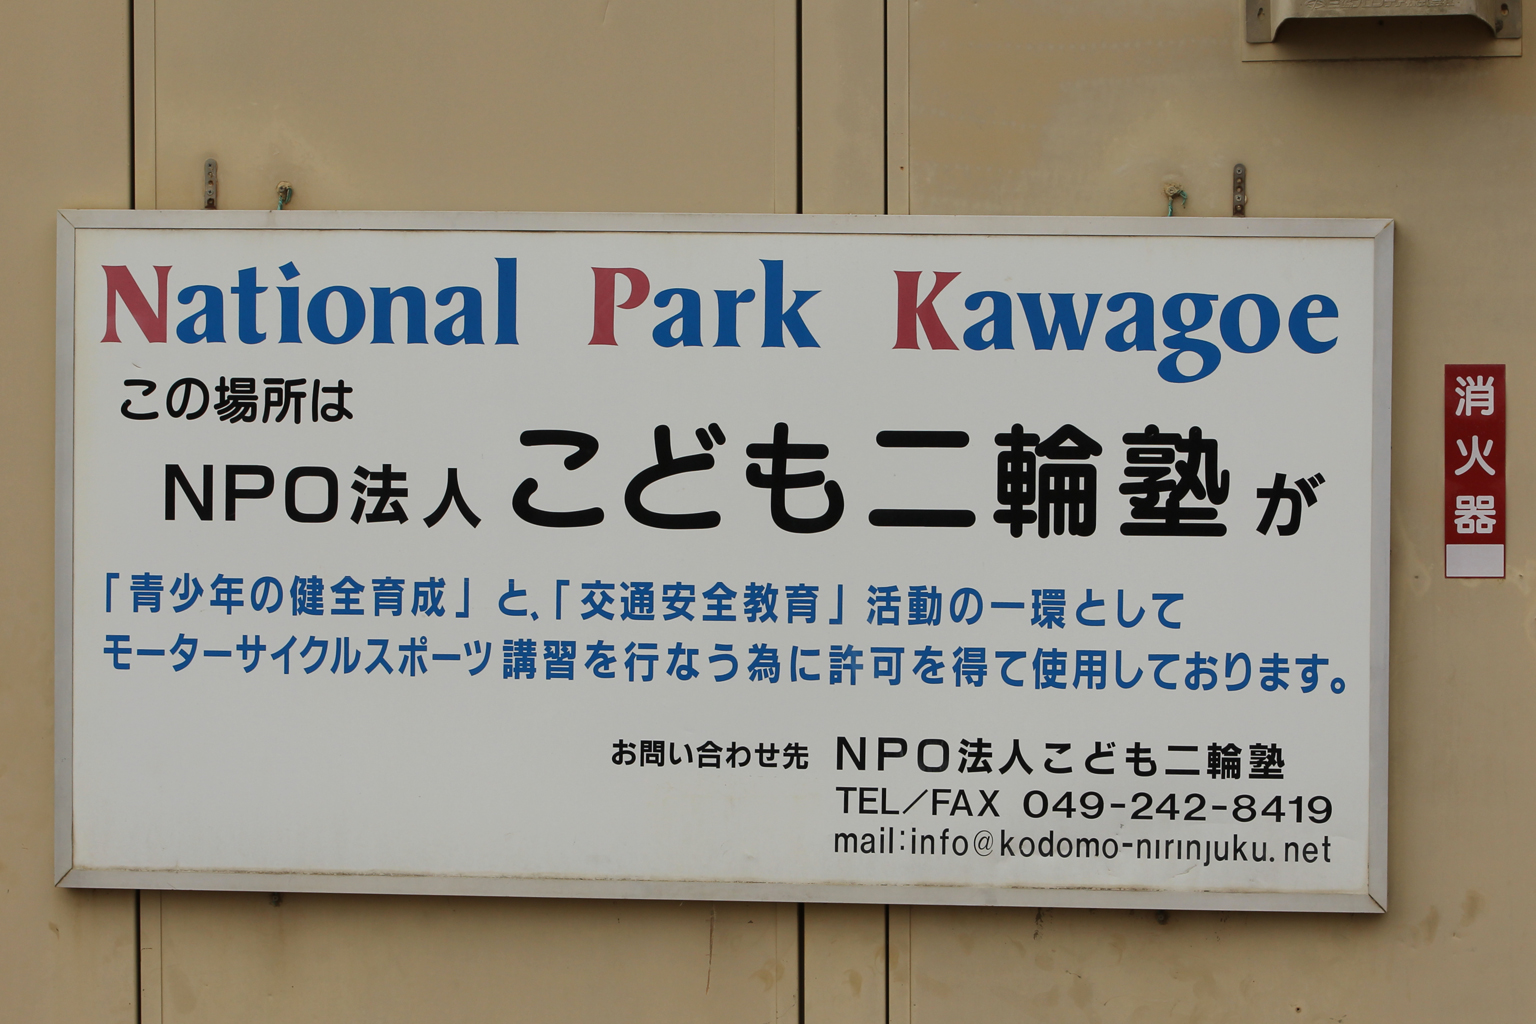 National Park Kawagoe
この場所は
NPO法人こども二輪塾が
「青少年の健全育成」と、「交通安全教育」活動の一環として
モーターサイクルスポーツ講習を行なう為に許可を得て使用しております。
お問い合わせ先 NPO法人こども二輪塾
TEL/FAX 049-242-8419
mail:info@kodomo-nirinjuku.net
消火器